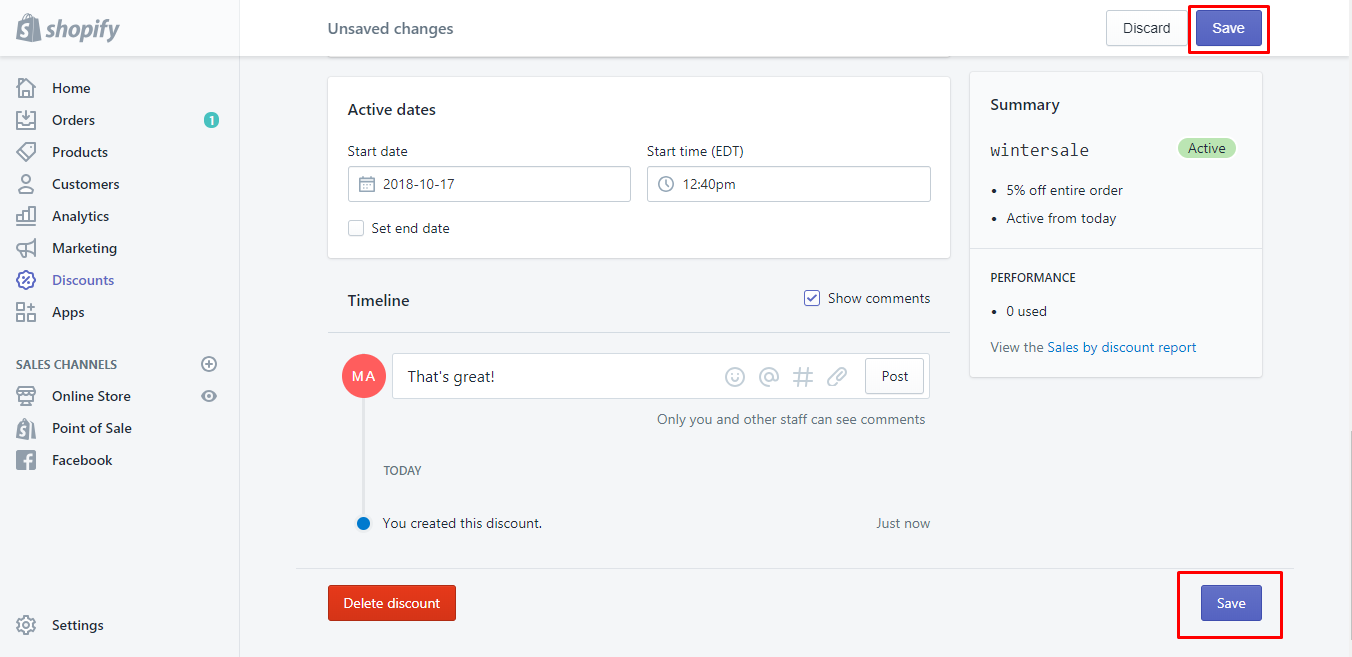 shopify
Unsaved changes
Discard
Save
Home
Orders
1
Products
Customers
Analytics
Marketing
Discounts
Apps
SALES CHANNELS
Online Store
Point of Sale
Facebook
Settings
Active dates
Start date
Start time (EDT)
2018-10-17
12:40pm
Set end date
Timeline
Show comments
MA
That's great!
Post
Only you and other staff can see comments
TODAY
You created this discount.
Just now
Delete discount
Save
Summary
wintersale
Active
• 5% off entire order
• Active from today
PERFORMANCE
• 0 used
View the Sales by discount report